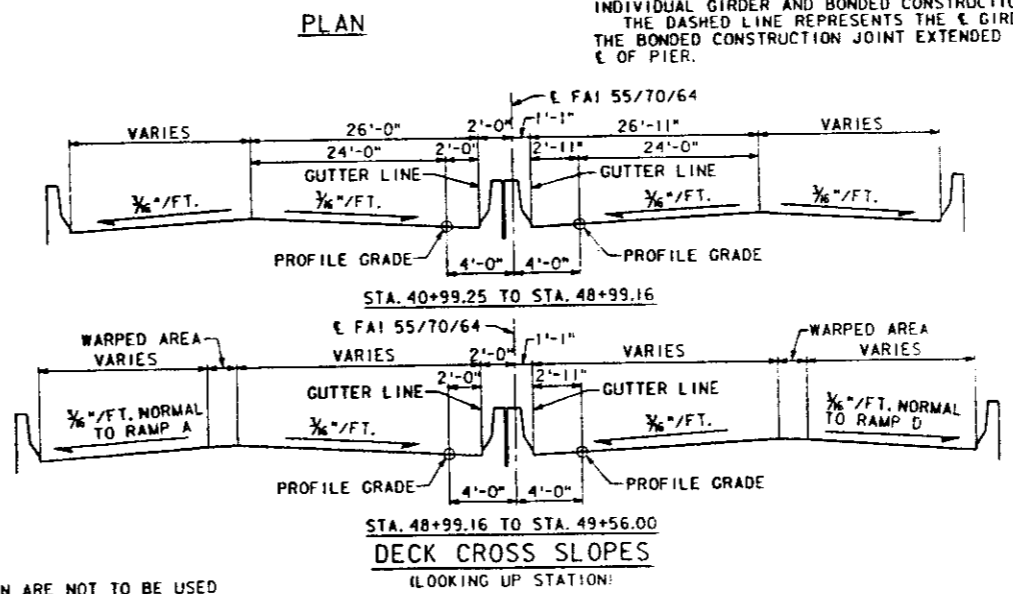 PLAN
INDIVIDUAL GIRDER AND BONDED CONSTRUCTIO
THE DASHED LINE REPRESENTS THE ℄ GIRD
THE BONDED CONSTRUCTION JOINT EXTENDED
℄ OF PIER.
℄ FAI 55/70/64
VARIES 26'-0" 2'-0" 1'-1" 26'-11" VARIES
24'-0" 2'-0" 2'-11" 24'-0"
GUTTER LINE GUTTER LINE
3/16"/FT. 3/16"/FT. 3/16"/FT. 3/16"/FT.
PROFILE GRADE 4'-0" 4'-0" PROFILE GRADE
STA. 40+99.25 TO STA. 48+99.16
℄ FAI 55/70/64
WARPED AREA 1'-1" WARPED AREA
VARIES VARIES 2'-0" VARIES VARIES
2'-0" 2'-11"
GUTTER LINE GUTTER LINE
3/16"/FT. NORMAL TO RAMP A 3/16"/FT. 3/16"/FT. 3/16"/FT. NORMAL TO RAMP D
PROFILE GRADE 4'-0" 4'-0" PROFILE GRADE
STA. 48+99.16 TO STA. 49+56.00
DECK CROSS SLOPES
(LOOKING UP STATION)
N ARE NOT TO BE USED